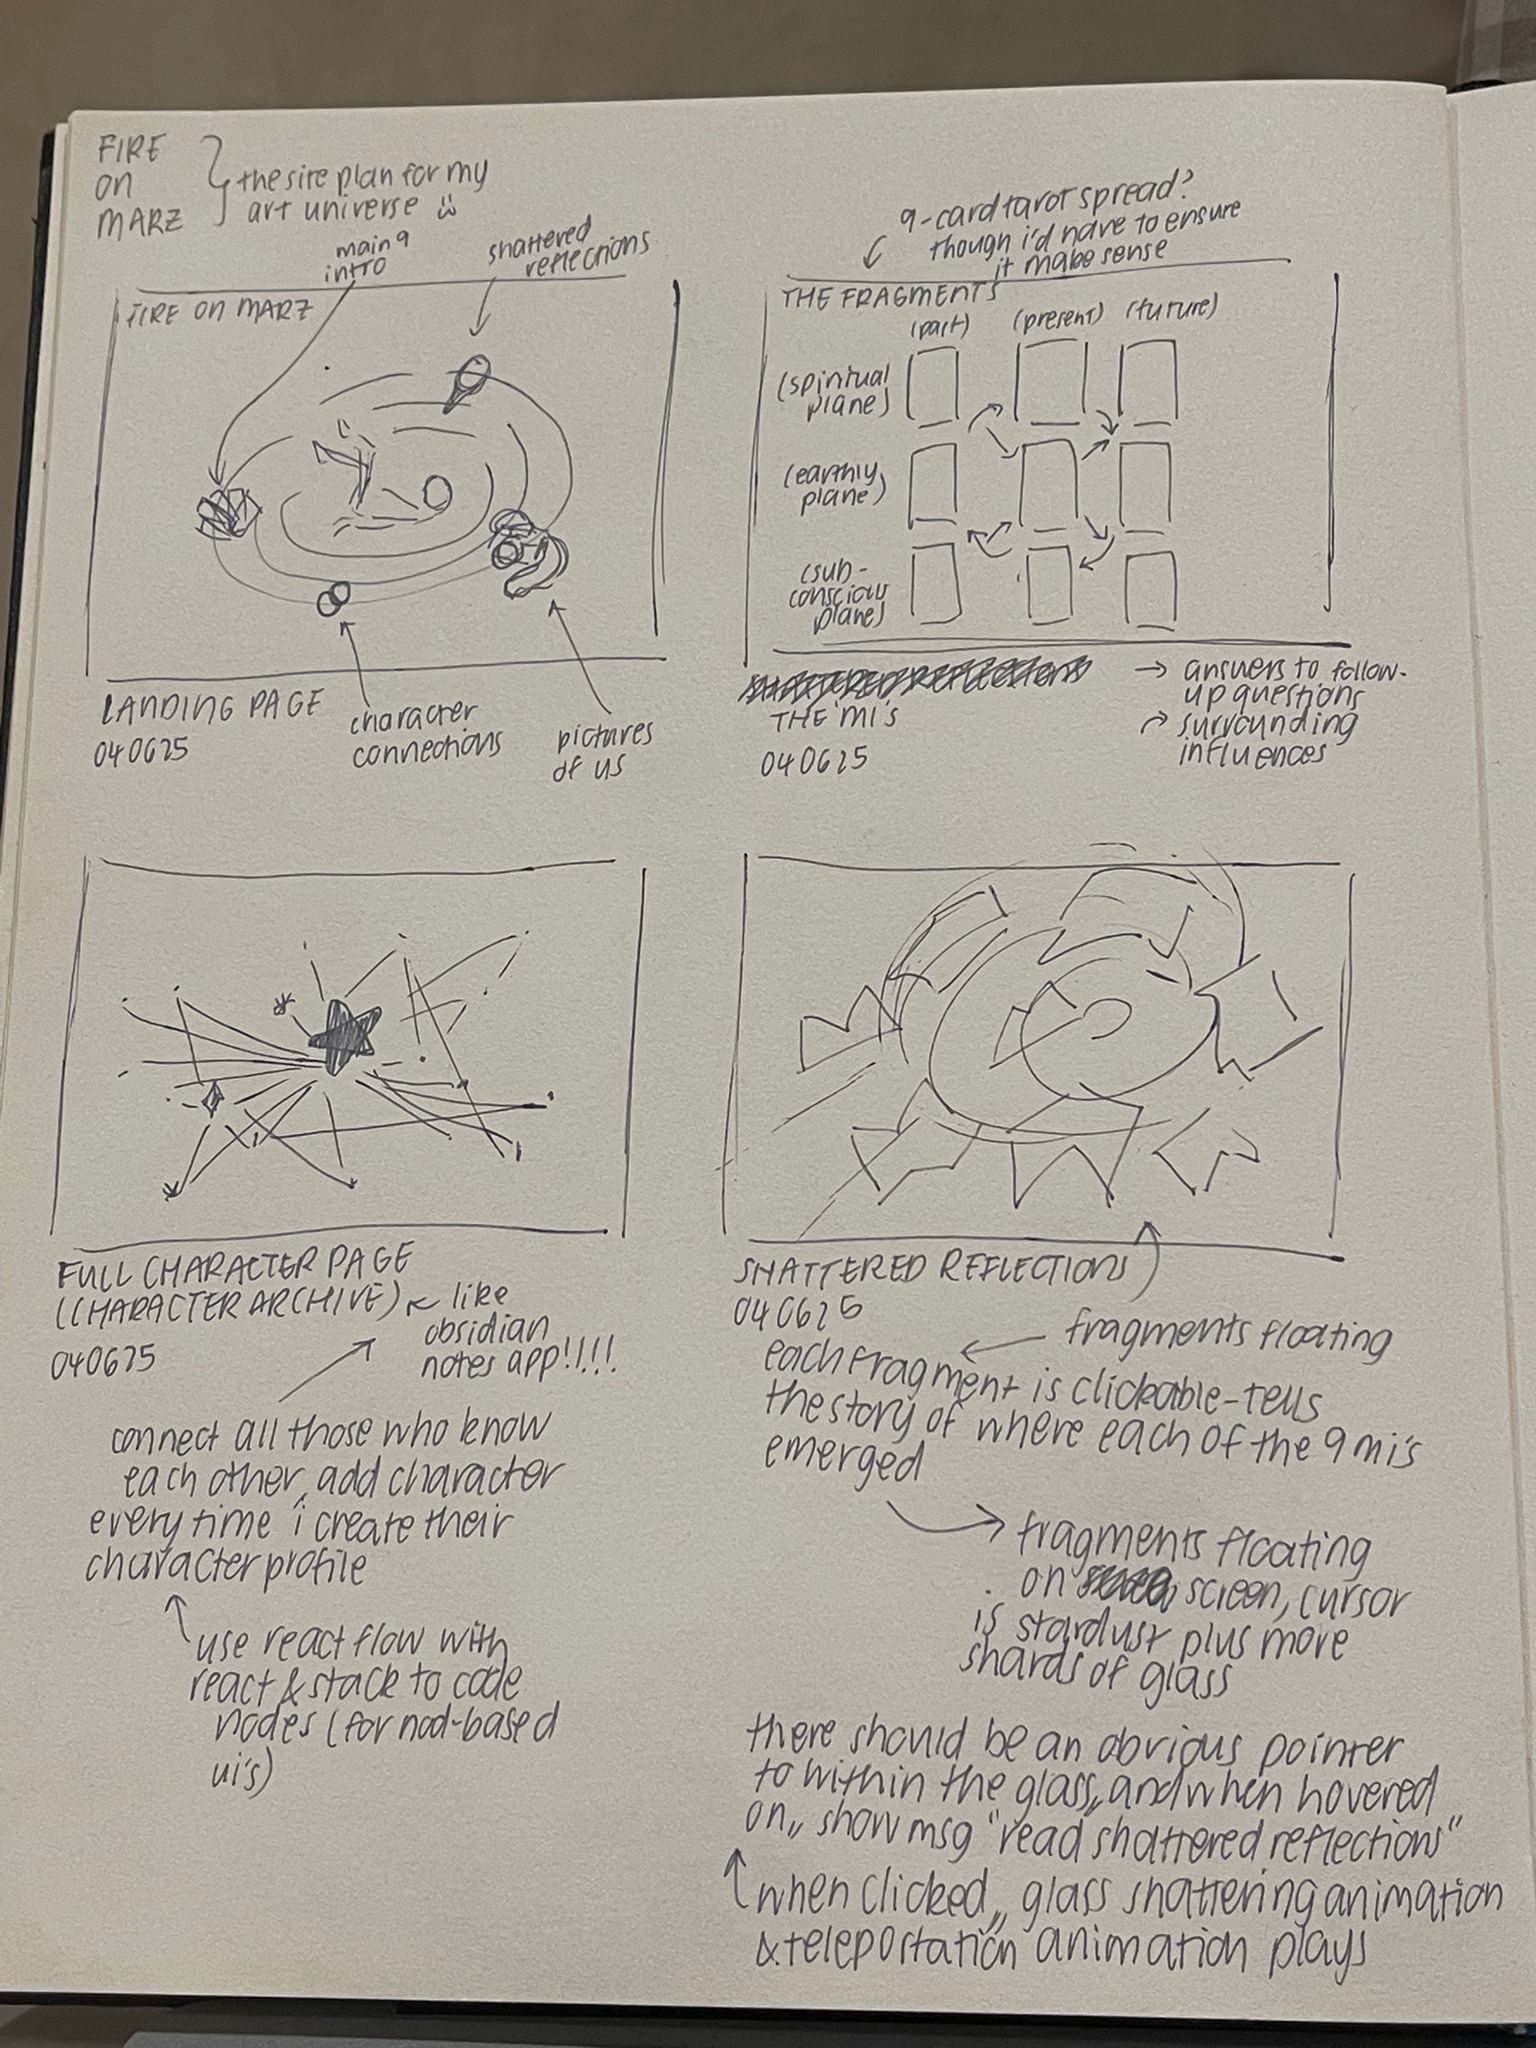 FIRE
ON
MARZ
the site plan for my
art universe
main 9
intro
shattered
reflections
FIRE ON MARZ
LANDING PAGE
040625
character
connections
pictures
of us
9-card tarot spread?
though i'd have to ensure
it make sense
THE FRAGMENTS
(past) (present) (future)
(spiritual
plane)
(earthly
plane)
(sub-
conscious
plane)
THE MI'S
040625
→ answers to follow-
up questions
→ surrounding
influences
FULL CHARACTER PAGE
(CHARACTER ARCHIVE)
040625
like
obsidian
notes app!!!!!
connect all those who know
each other, add character
every time i create their
character profile
use react flow with
react & stack to code
nodes (for nod-based
ui's)
SHATTERED REFLECTIONS
040625
fragments floating
each fragment is clickable - tells
the story of where each of the 9 mi's
emerged
fragments floating
on screen, cursor
is stardust plus more
shards of glass
there should be an obvious pointer
to within the glass,, and when hovered
on,, show msg "read shattered reflections"
when clicked,, glass shattering animation
& teleportation animation plays